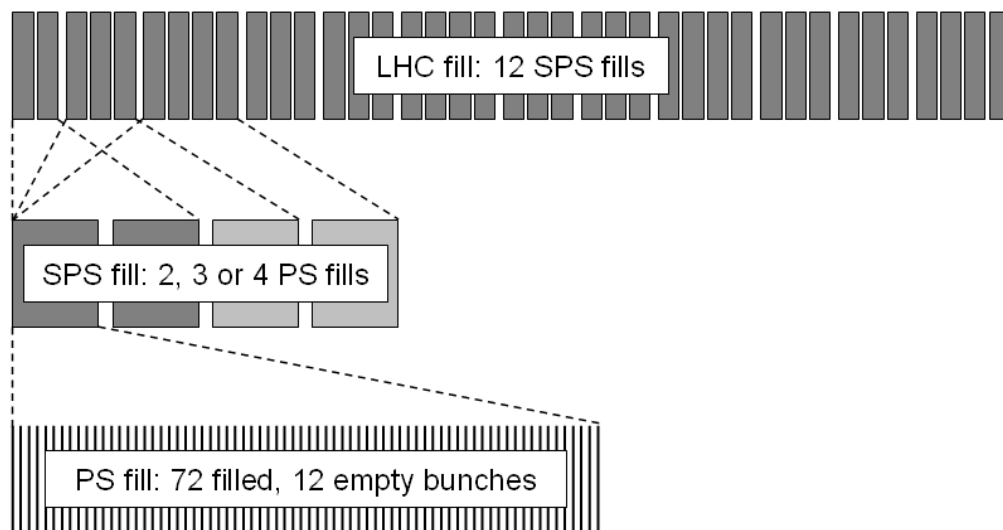 LHC fill: 12 SPS fills
SPS fill: 2, 3 or 4 PS fills
PS fill: 72 filled, 12 empty bunches